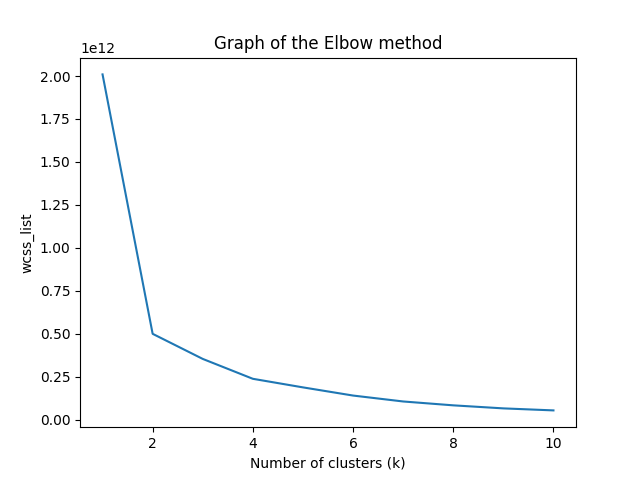 Graph of the Elbow method
1e12
2.00
1.75
1.50
1.25
1.00
0.75
0.50
0.25
0.00
wcss_list
2 4 6 8 10
Number of clusters (k)